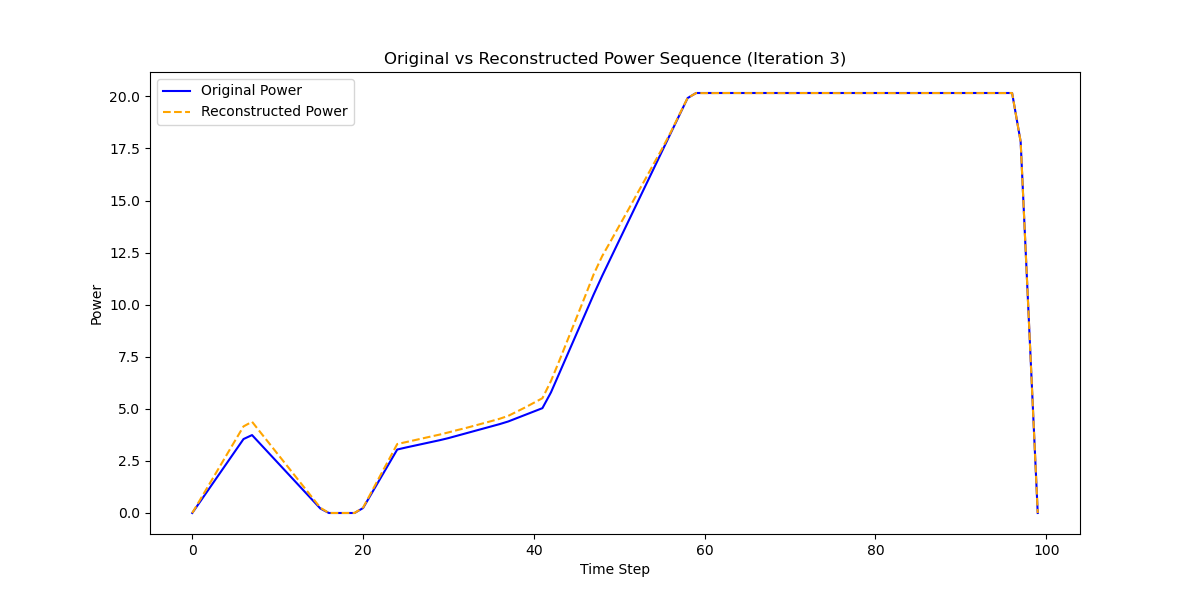 Original vs Reconstructed Power Sequence (Iteration 3)
Original Power
Reconstructed Power
Power
20.0
17.5
15.0
12.5
10.0
7.5
5.0
2.5
0.0
0 20 40 60 80 100
Time Step